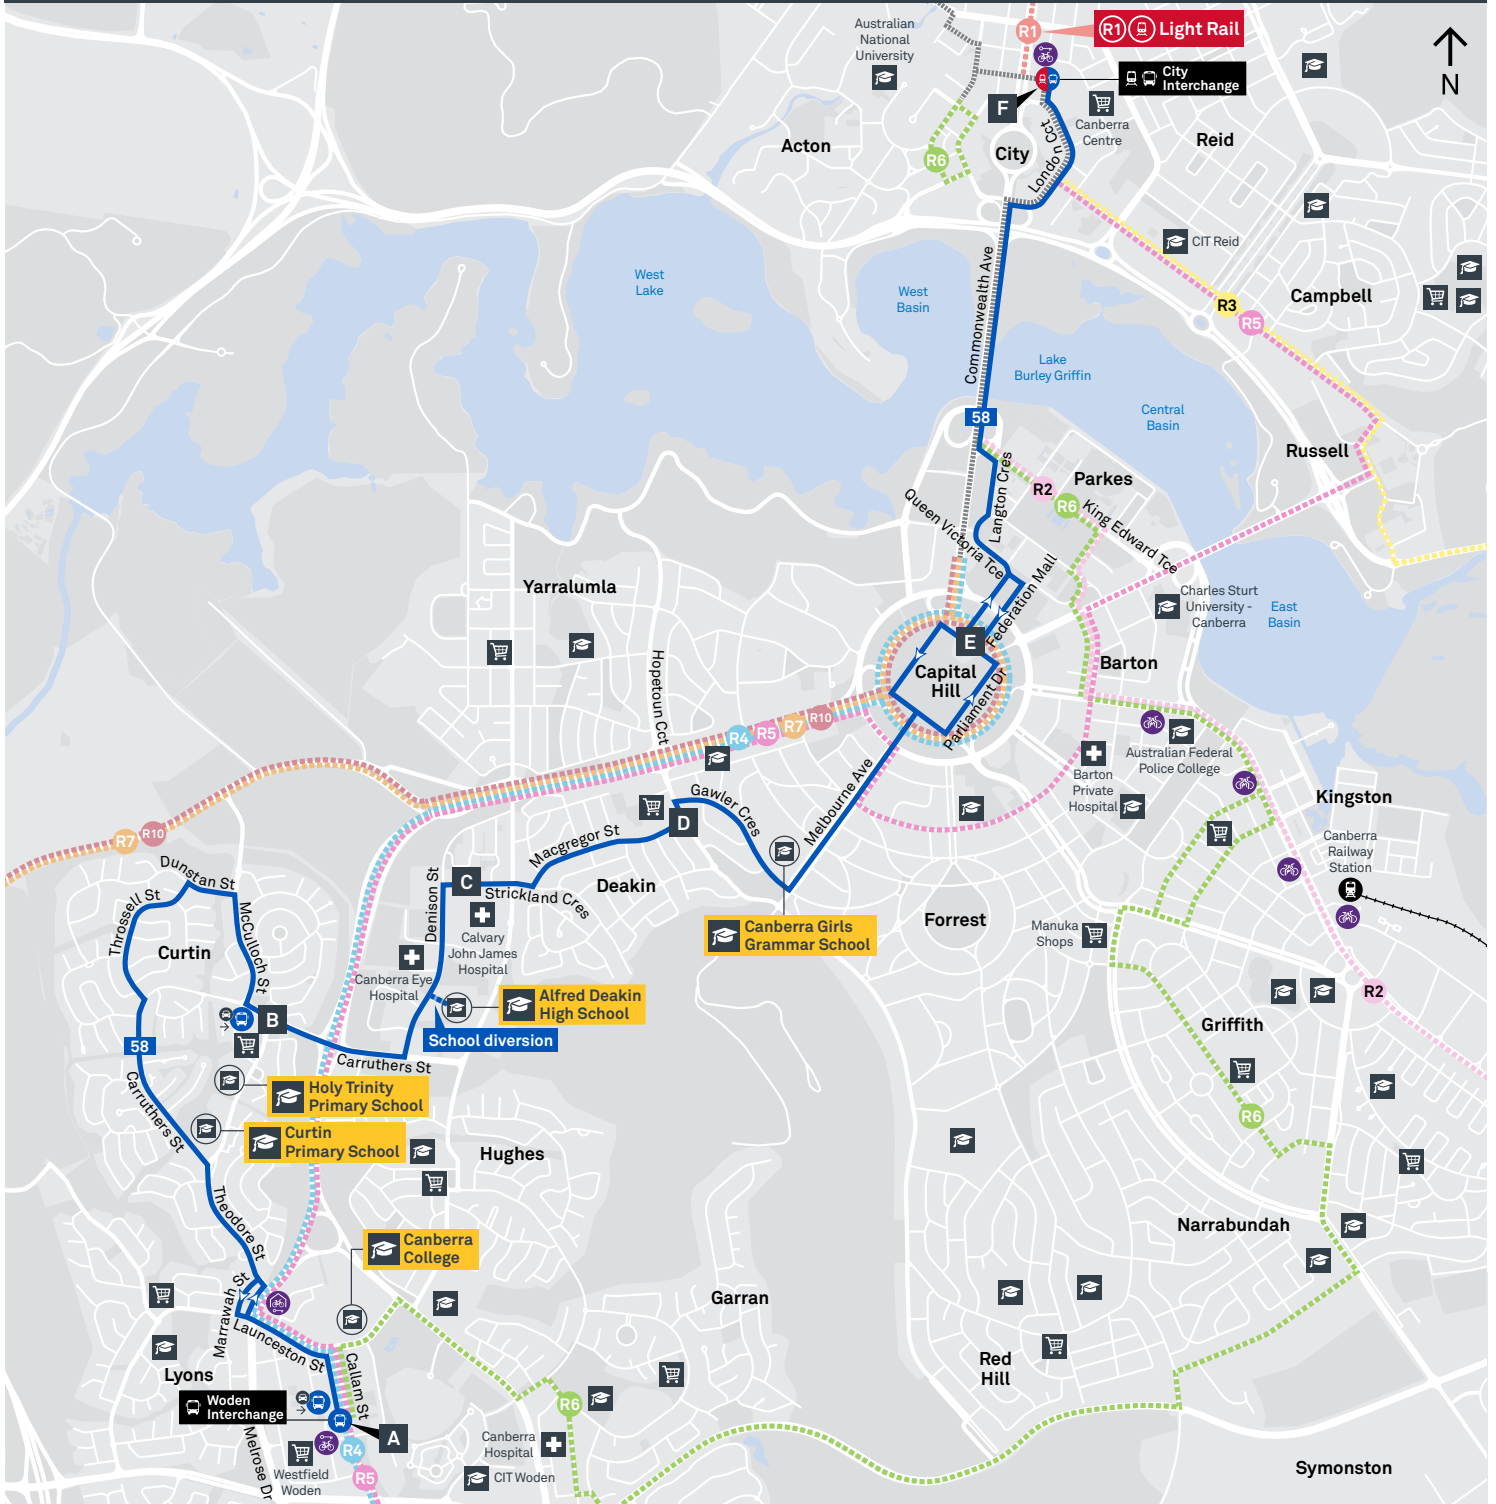 Australian
National
University
R1
R1 Light Rail
N
City
Interchange
F
Canberra
Centre
Acton
R6
City
London Cct
Reid
CIT Reid
West
Lake
West
Basin
Commonwealth Ave
Campbell
R3
R5
Lake
Burley Griffin
58
Central
Basin
Russell
Parkes
Langton Cres
R2
R6
Queen Victoria Tce
King Edward Tce
Yarralumla
Federation Mall
Charles Sturt
University -
Canberra
East
Basin
E
Barton
Hopetoun Cct
Capital
Hill
Parliament Dr
R4
R5
R7
R10
Australian Federal
Police College
Barton
Private
Hospital
Kingston
Gawler Cres
Melbourne Ave
D
Macgregor St
R7
R10
Canberra
Railway
Station
Dunstan St
C
Strickland Cres
Deakin
Denison St
Throssell St
McCulloch St
Curtin
Calvary
John James
Hospital
Canberra Girls
Grammar School
Forrest
Manuka
Shops
Canberra Eye
Hospital
Alfred Deakin
High School
R2
B
School diversion
Griffith
58
Carruthers St
Holy Trinity
Primary School
Carruthers St
Curtin
Primary School
R6
Hughes
Theodore St
Narrabundah
Canberra
College
Marrawah St
Garran
Launceston St
Lyons
Callam St
Red
Hill
Woden
Interchange
R6
A
Melrose Dr
R4
Canberra
Hospital
Westfield
Woden
R5
CIT Woden
Symonston